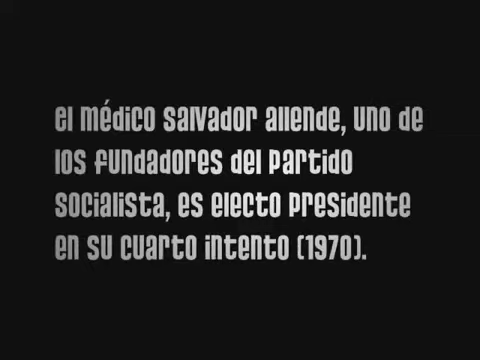 El médico Salvador Allende, uno de
los fundadores del Partido
Socialista, es electo presidente
en su cuarto intento (1970).